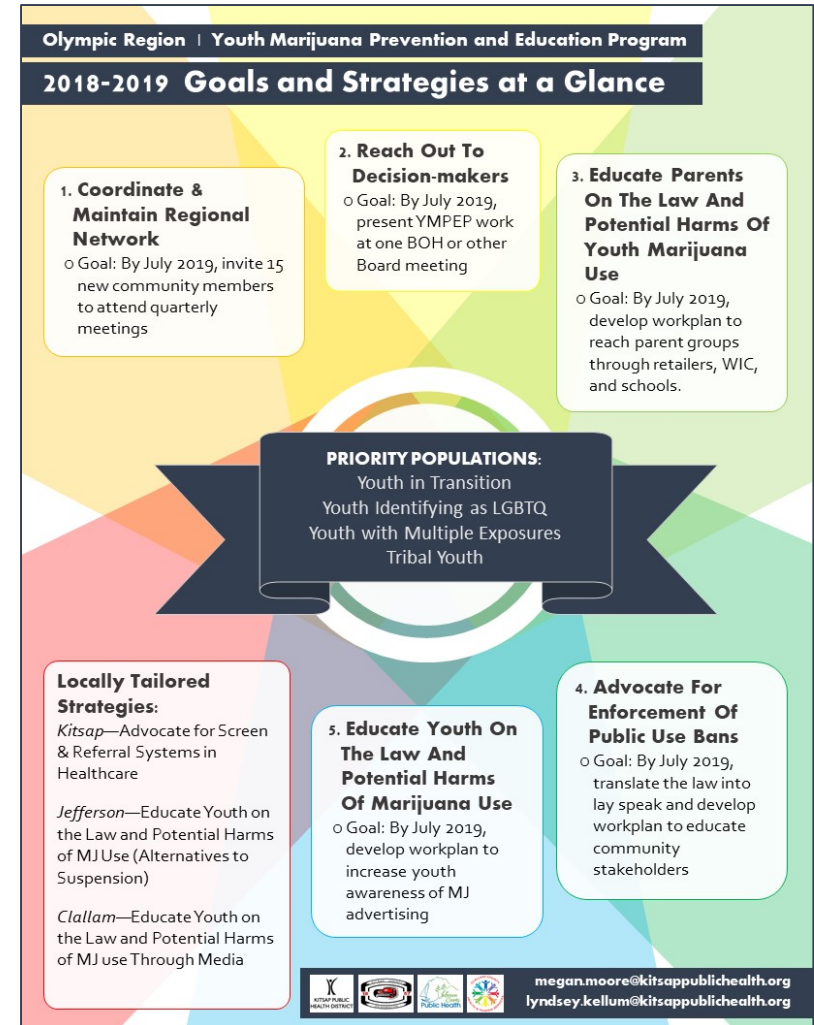 Olympic Region | Youth Marijuana Prevention and Education Program
2018-2019 Goals and Strategies at a Glance
1. Coordinate &
Maintain Regional
Network
o Goal: By July 2019, invite 15
new community members
to attend quarterly
meetings
2. Reach Out To
Decision-makers
o Goal: By July 2019,
present YMPEP work
at one BOH or other
Board meeting
3. Educate Parents
On The Law And
Potential Harms Of
Youth Marijuana
Use
o Goal: By July 2019,
develop workplan to
reach parent groups
through retailers, WIC,
and schools.
PRIORITY POPULATIONS:
Youth in Transition
Youth Identifying as LGBTQ
Youth with Multiple Exposures
Tribal Youth
4. Advocate For
Enforcement Of
Public Use Bans
o Goal: By July 2019,
translate the law into
lay speak and develop
workplan to educate
community
stakeholders
5. Educate Youth On
The Law And
Potential Harms
Of Marijuana Use
o Goal: By July 2019,
develop workplan to
increase youth
awareness of MJ
advertising
Locally Tailored
Strategies:
Kitsap—Advocate for Screen
& Referral Systems in
Healthcare
Jefferson—Educate Youth on
the Law and Potential Harms
of MJ Use (Alternatives to
Suspension)
Clallam—Educate Youth on
the Law and Potential Harms
of MJ use Through Media
KITSAP PUBLIC
HEALTH DISTRICT
Public Health
megan.moore@kitsappublichealth.org
lyndsey.kellum@kitsappublichealth.org